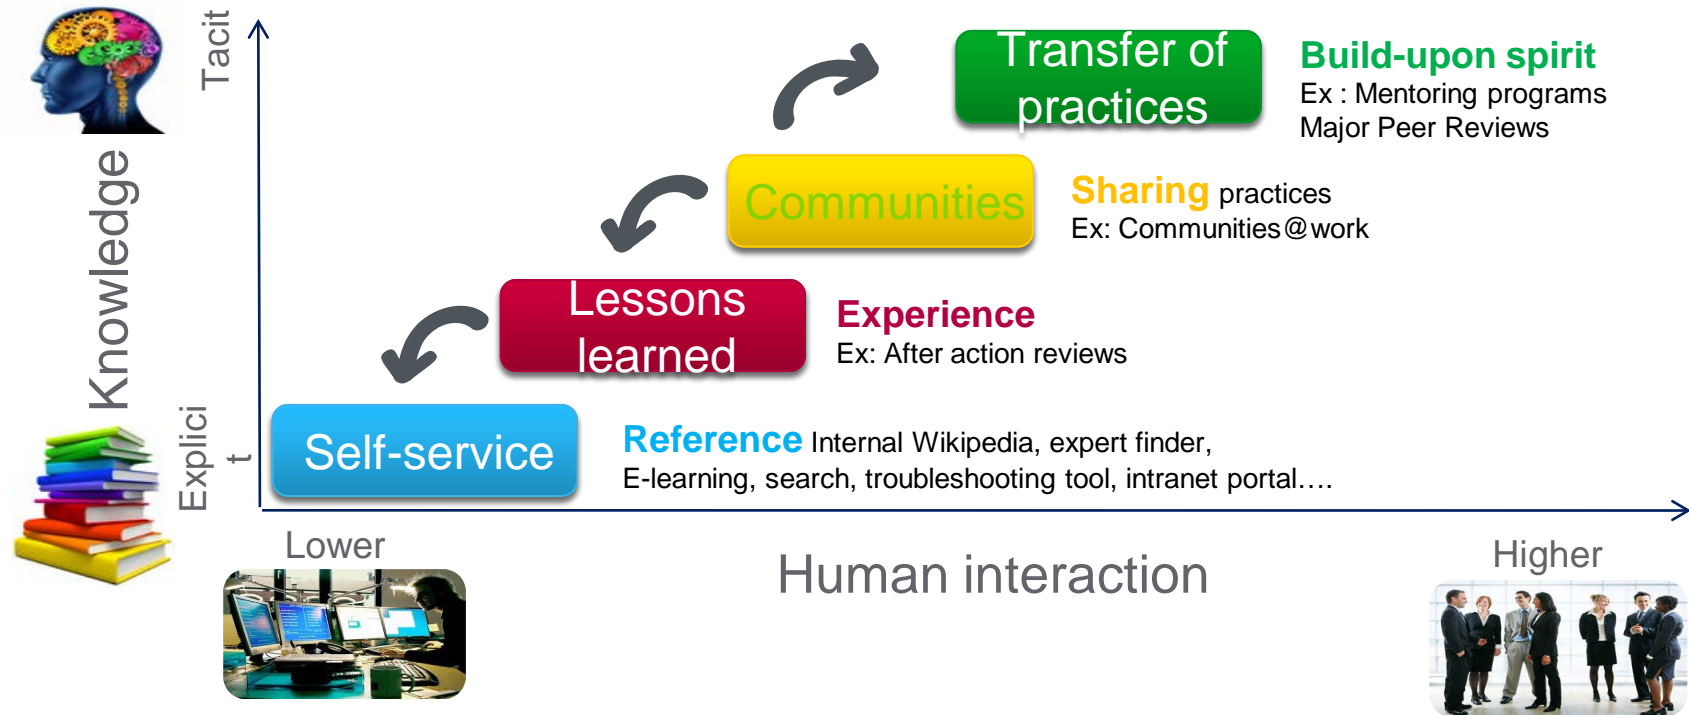 Tacit
Knowledge
Explici
t
Transfer of
practices
Build-upon spirit
Ex : Mentoring programs
Major Peer Reviews
Communities
Sharing practices
Ex: Communities@work
Lessons
learned
Experience
Ex: After action reviews
Self-service
Reference Internal Wikipedia, expert finder,
E-learning, search, troubleshooting tool, intranet portal....
Lower
Human interaction
Higher